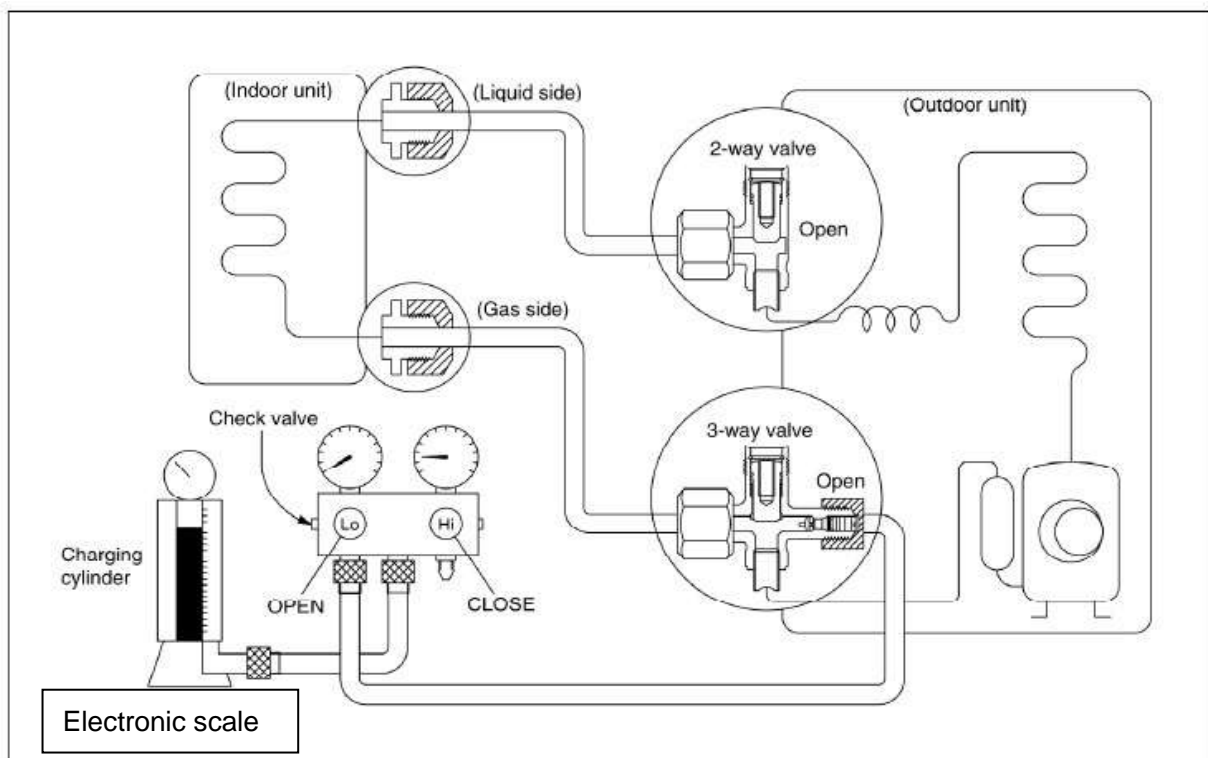 (Indoor unit)
(Liquid side)
(Outdoor unit)
2-way valve
Open
(Gas side)
Check valve
3-way valve
Open
Lo
Hi
Charging
cylinder
OPEN
CLOSE
Electronic scale